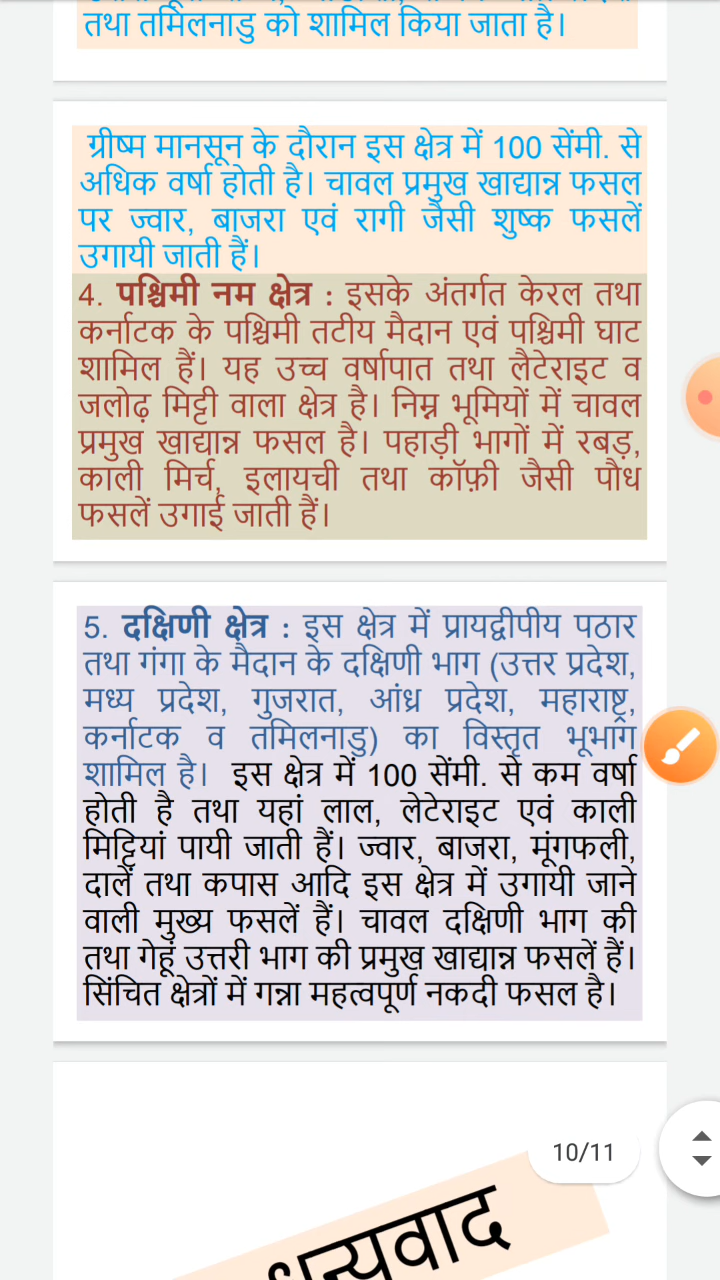 तथा तमिलनाडु को शामिल किया जाता है।
ग्रीष्म मानसून के दौरान इस क्षेत्र में 100 सेंमी. से
अधिक वर्षा होती है। चावल प्रमुख खाद्यान्न फसल
पर ज्वार, बाजरा एवं रागी जैसी शुष्क फसलें
उगायी जाती हैं।
4. पश्चिमी नम क्षेत्र : इसके अंतर्गत केरल तथा
कर्नाटक के पश्चिमी तटीय मैदान एवं पश्चिमी घाट
शामिल हैं। यह उच्च वर्षापात तथा लैटेराइट व
जलोढ़ मिट्टी वाला क्षेत्र है। निम्न भूमियों में चावल
प्रमुख खाद्यान्न फसल है। पहाड़ी भागों में रबड़,
काली मिर्च, इलायची तथा कॉफ़ी जैसी पौध
फसलें उगाई जाती हैं।
5. दक्षिणी क्षेत्र : इस क्षेत्र में प्रायद्वीपीय पठार
तथा गंगा के मैदान के दक्षिणी भाग (उत्तर प्रदेश,
मध्य प्रदेश, गुजरात, आंध्र प्रदेश, महाराष्ट्र,
कर्नाटक व तमिलनाडु) का विस्तृत भूभाग
शामिल है। इस क्षेत्र में 100 सेंमी. से कम वर्षा
होती है तथा यहां लाल, लेटेराइट एवं काली
मिट्टियां पायी जाती हैं। ज्वार, बाजरा, मूंगफली,
दालें तथा कपास आदि इस क्षेत्र में उगायी जाने
वाली मुख्य फसलें हैं। चावल दक्षिणी भाग की
तथा गेहूं उत्तरी भाग की प्रमुख खाद्यान्न फसलें हैं।
सिंचित क्षेत्रों में गन्ना महत्वपूर्ण नकदी फसल है।
10/11
धन्यवाद